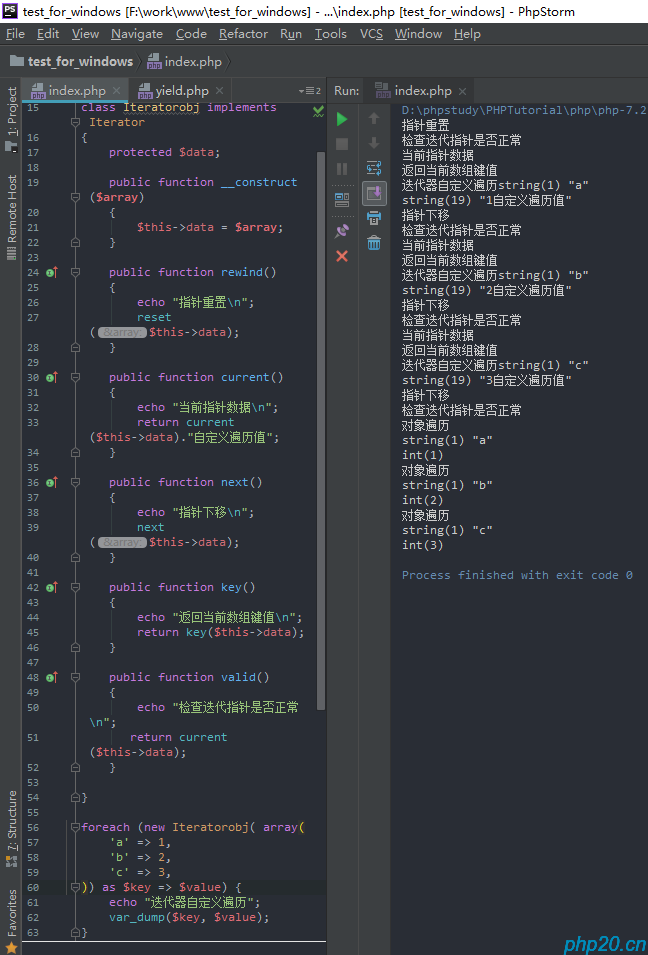 test_for_windows [F:\work\www\test_for_windows] - ...\index.php [test_for_windows] - PhpStorm
File Edit View Navigate Code Refactor Run Tools VCS Window Help
test_for_windows index.php
index.php yield.php 2
15 class Iteratorobj implements
Iterator
16 {
17 protected $data;
18
19 public function __construct
($array)
20 {
21 $this->data = $array;
22 }
23
24 public function rewind()
25 {
26 echo "指针重置\n";
27 reset
( &array: $this->data);
28 }
29
30 public function current()
31 {
32 echo "当前指针数据\n";
33 return current
($this->data)."自定义遍历值";
34 }
35
36 public function next()
37 {
38 echo "指针下移\n";
39 next
( &array: $this->data);
40 }
41
42 public function key()
43 {
44 echo "返回当前数组键值\n";
45 return key($this->data);
46 }
47
48 public function valid()
49 {
50 echo "检查迭代指针是否正常
\n";
51 return current
($this->data);
52 }
53
54 }
55
56 foreach (new Iteratorobj( array(
57 'a' => 1,
58 'b' => 2,
59 'c' => 3,
60 )) as $key => $value) {
61 echo "迭代器自定义遍历";
62 var_dump($key, $value);
63 }
Run: index.php
D:\phpstudy\PHPTutorial\php\php-7.2
指针重置
检查迭代指针是否正常
当前指针数据
返回当前数组键值
迭代器自定义遍历string(1) "a"
string(19) "1自定义遍历值"
指针下移
检查迭代指针是否正常
当前指针数据
返回当前数组键值
迭代器自定义遍历string(1) "b"
string(19) "2自定义遍历值"
指针下移
检查迭代指针是否正常
当前指针数据
返回当前数组键值
迭代器自定义遍历string(1) "c"
string(19) "3自定义遍历值"
指针下移
检查迭代指针是否正常
对象遍历
string(1) "a"
int(1)
对象遍历
string(1) "b"
int(2)
对象遍历
string(1) "c"
int(3)
Process finished with exit code 0
1: Project
Remote Host
7: Structure
Favorites
php20.cn